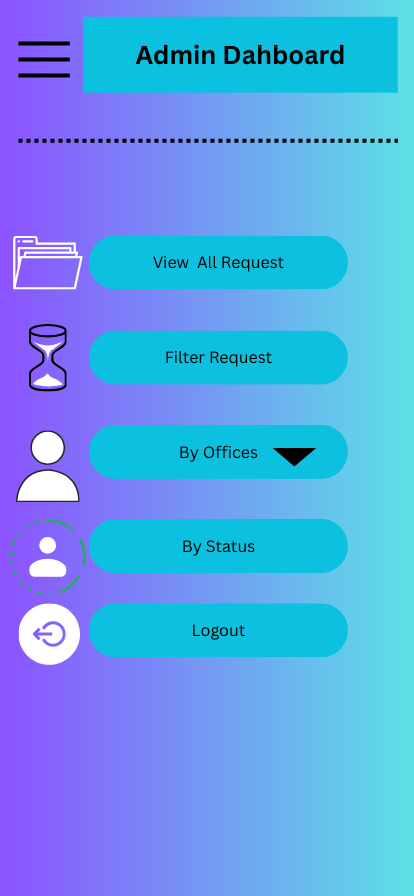 Admin Dahboard
View  All Request
Filter Request
By Offices
By Status
Logout